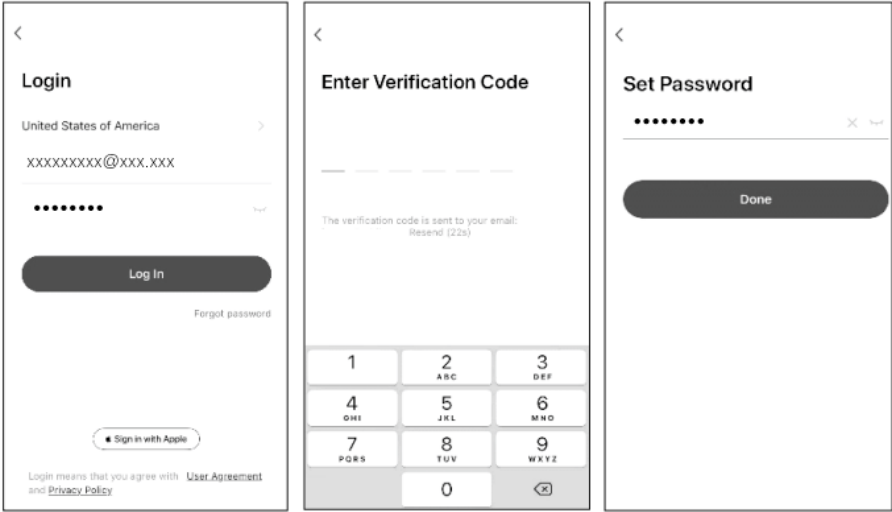 Login
United States of America
xxxxxxxxx@xxx.xxx
••••••••
Log In
Forgot password
Sign in with Apple
Login means that you agree with User Agreement
and Privacy Policy
Enter Verification Code
The verification code is sent to your email:
Resend (22s)
1
2
ABC
3
DEF
4
GHI
5
JKL
6
MNO
7
PQRS
8
TUV
9
WXYZ
0
Set Password
••••••••
Done